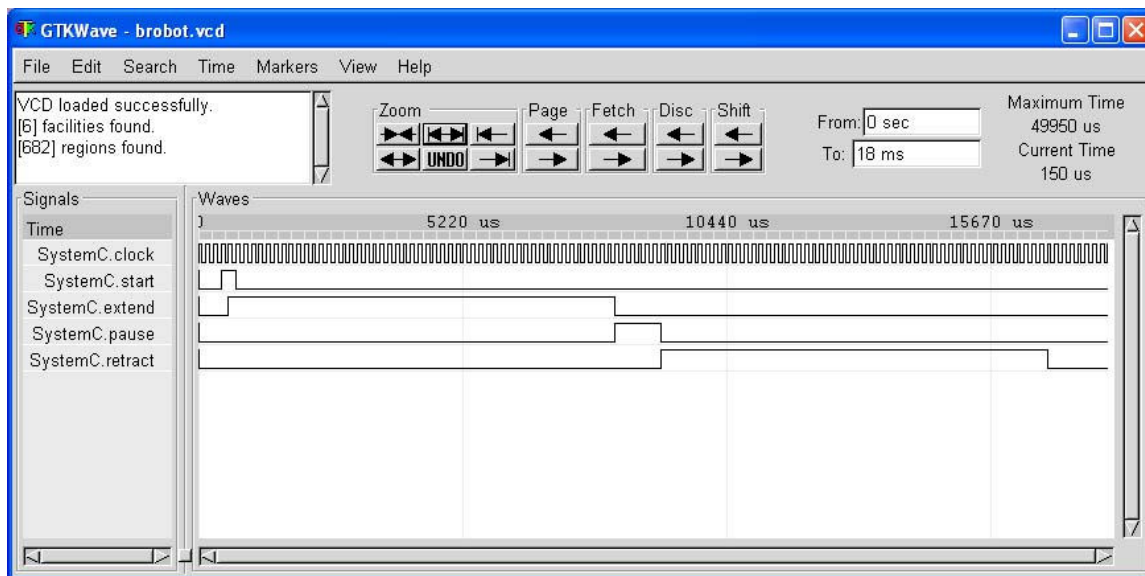 GTKWave - brobot.vcd
File Edit Search Time Markers View Help
VCD loaded successfully.
[6] facilities found.
[682] regions found.
Zoom
UNDO
Page
Fetch
Disc
Shift
From: 0 sec
To: 18 ms
Maximum Time
49950 us
Current Time
150 us
Signals
Time
SystemC.clock
SystemC.start
SystemC.extend
SystemC.pause
SystemC.retract
Waves
5220 us 10440 us 15670 us